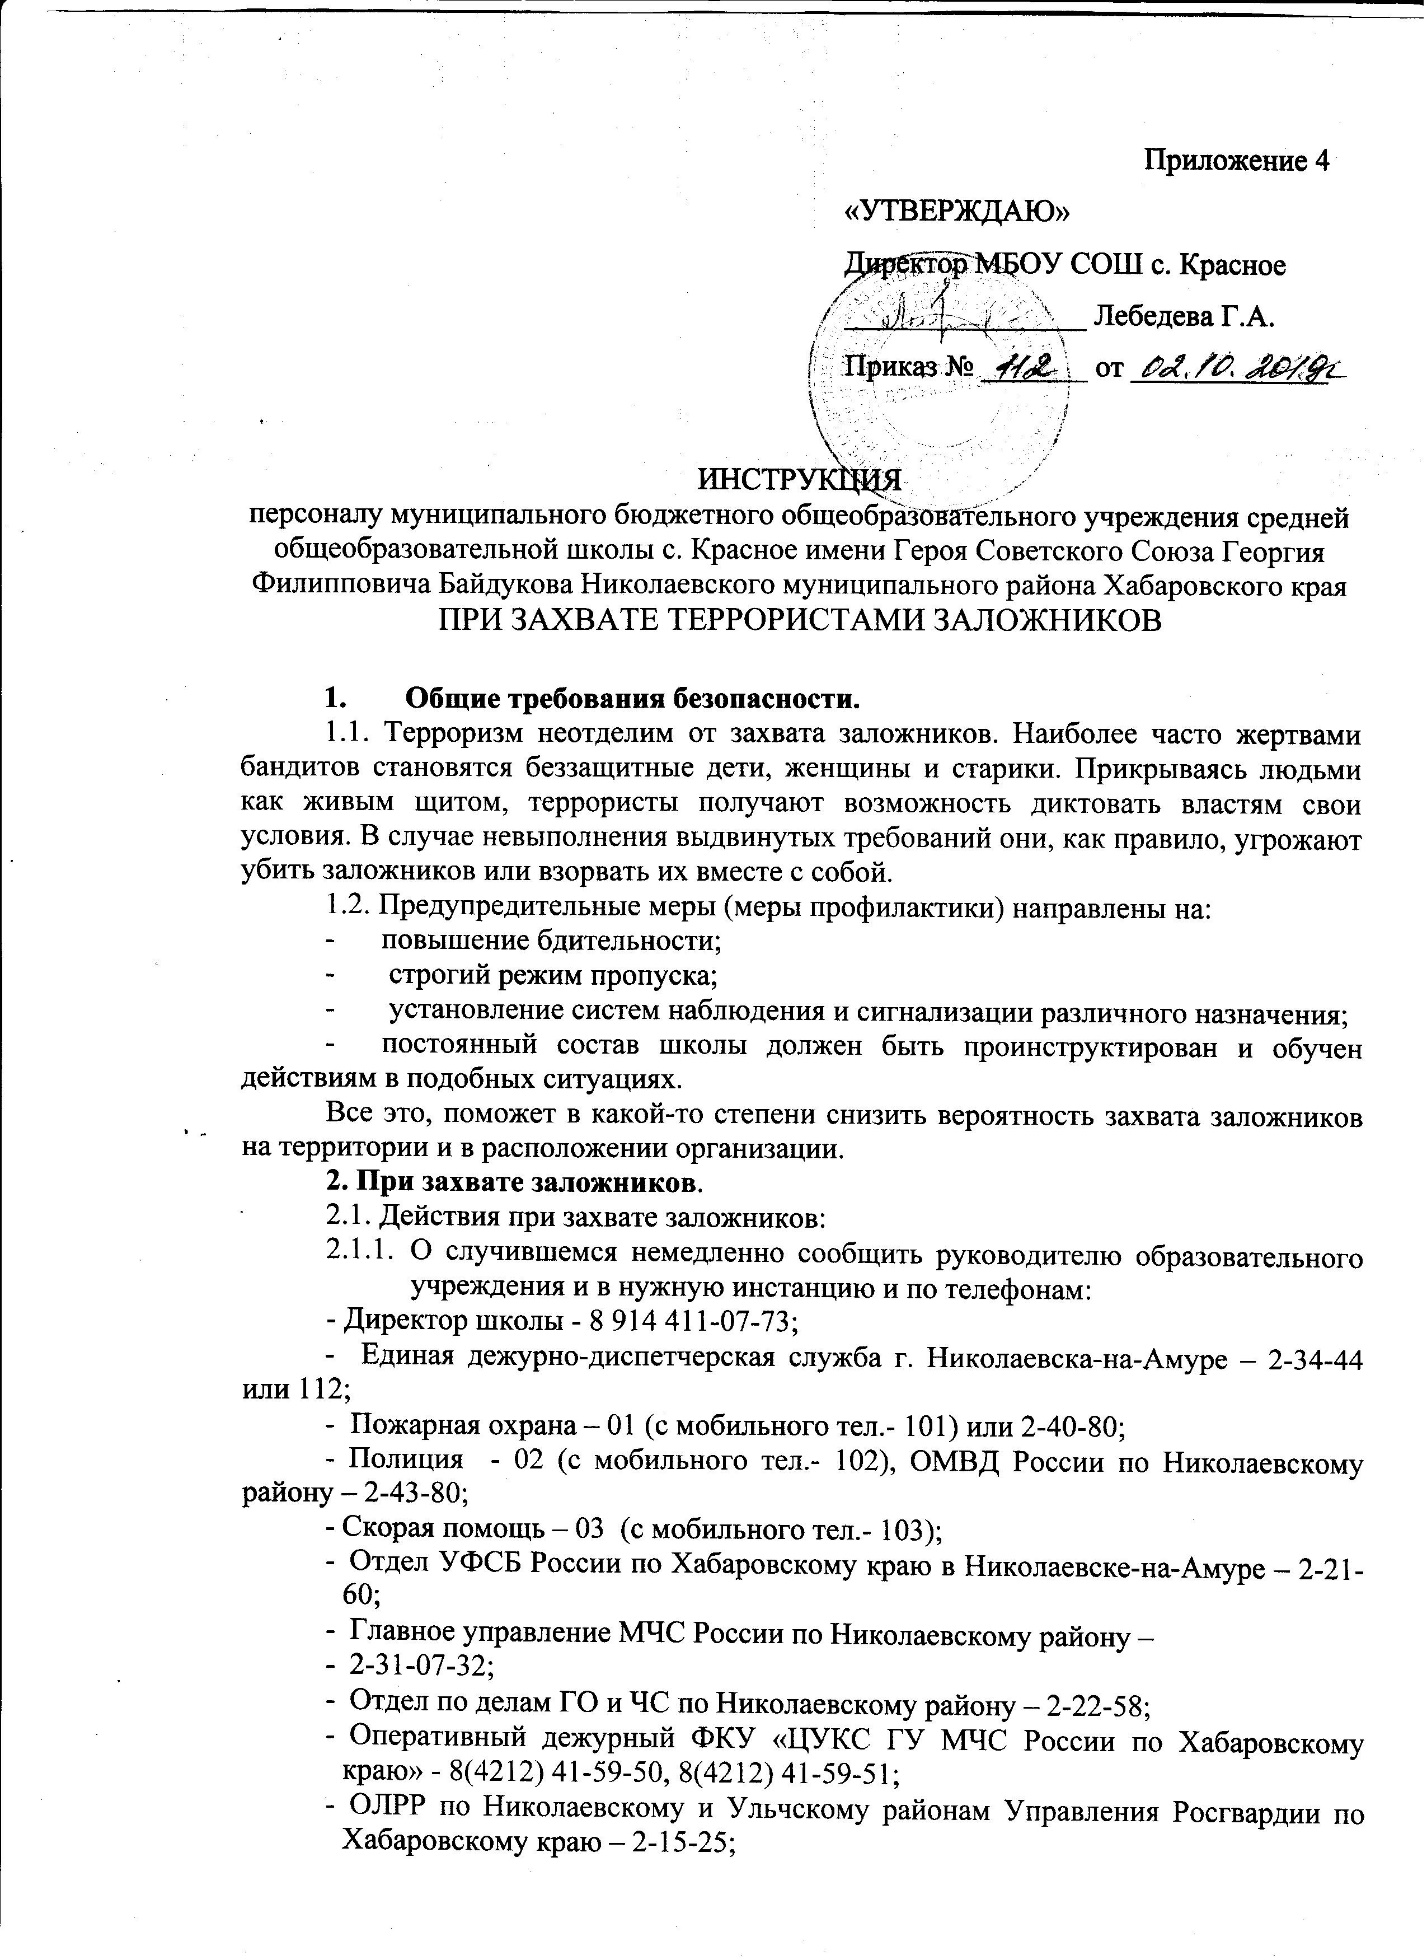 Приложение 4
«УТВЕРЖДАЮ»
Директор МБОУ СОШ с. Красное
Лебедева Г.А.
Приказ № 112 от 02.10.2019г
ИНСТРУКЦИЯ
персоналу муниципального бюджетного общеобразовательного учреждения средней
общеобразовательной школы с. Красное имени Героя Советского Союза Георгия
Филипповича Байдукова Николаевского муниципального района Хабаровского края
ПРИ ЗАХВАТЕ ТЕРРОРИСТАМИ ЗАЛОЖНИКОВ
1. Общие требования безопасности.
1.1. Терроризм неотделим от захвата заложников. Наиболее часто жертвами
бандитов становятся беззащитные дети, женщины и старики. Прикрываясь людьми
как живым щитом, террористы получают возможность диктовать властям свои
условия. В случае невыполнения выдвинутых требований они, как правило, угрожают
убить заложников или взорвать их вместе с собой.
1.2. Предупредительные меры (меры профилактики) направлены на:
- повышение бдительности;
- строгий режим пропуска;
- установление систем наблюдения и сигнализации различного назначения;
- постоянный состав школы должен быть проинструктирован и обучен
действиям в подобных ситуациях.
Все это, поможет в какой-то степени снизить вероятность захвата заложников
на территории и в расположении организации.
2. При захвате заложников.
2.1. Действия при захвате заложников:
2.1.1. О случившемся немедленно сообщить руководителю образовательного
учреждения и в нужную инстанцию и по телефонам:
- Директор школы - 8 914 411-07-73;
- Единая дежурно-диспетчерская служба г. Николаевска-на-Амуре – 2-34-44
или 112;
- Пожарная охрана – 01 (с мобильного тел.- 101) или 2-40-80;
- Полиция - 02 (с мобильного тел.- 102), ОМВД России по Николаевскому
району – 2-43-80;
- Скорая помощь – 03 (с мобильного тел.- 103);
- Отдел УФСБ России по Хабаровскому краю в Николаевске-на-Амуре – 2-21-
60;
- Главное управление МЧС России по Николаевскому району –
- 2-31-07-32;
- Отдел по делам ГО и ЧС по Николаевскому району – 2-22-58;
- Оперативный дежурный ФКУ «ЦУКС ГУ МЧС России по Хабаровскому
краю» - 8(4212) 41-59-50, 8(4212) 41-59-51;
- ОЛРР по Николаевскому и Ульчскому районам Управления Росгвардии по
Хабаровскому краю – 2-15-25;